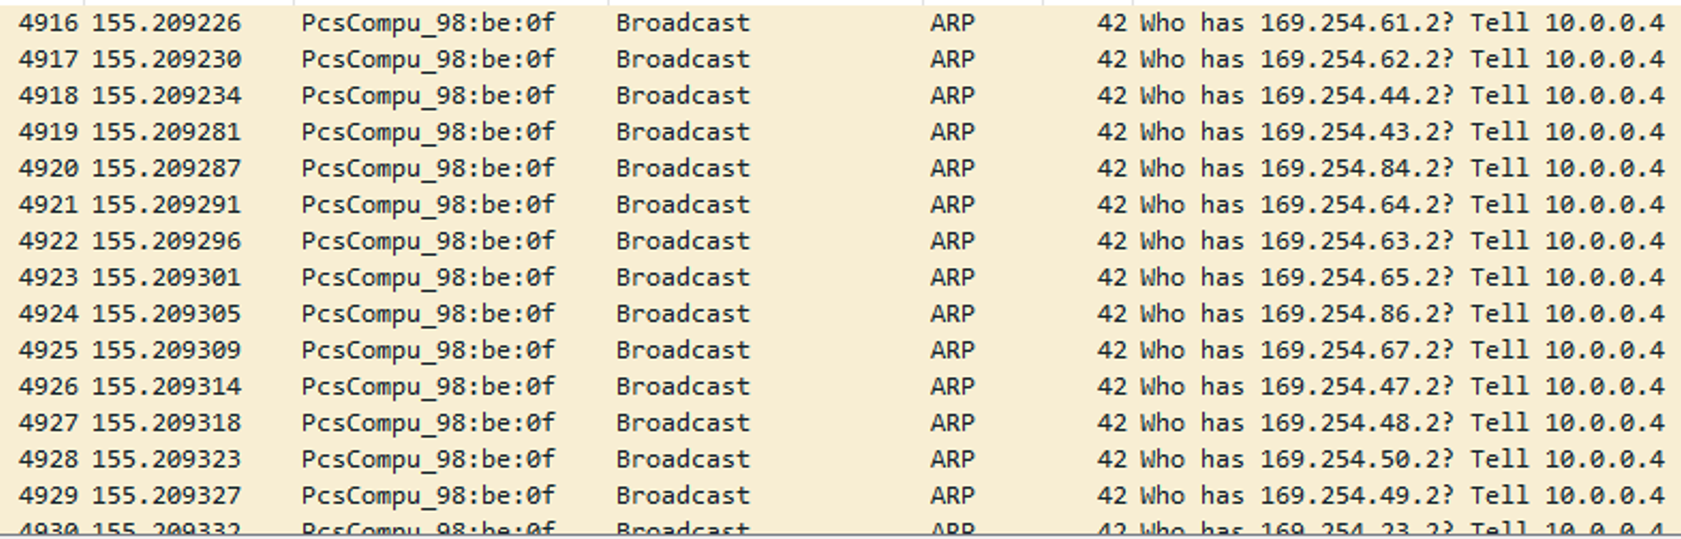 4916 155.209226 PcsCompu_98:be:0f Broadcast ARP 42 Who has 169.254.61.2? Tell 10.0.0.4
4917 155.209230 PcsCompu_98:be:0f Broadcast ARP 42 Who has 169.254.62.2? Tell 10.0.0.4
4918 155.209234 PcsCompu_98:be:0f Broadcast ARP 42 Who has 169.254.44.2? Tell 10.0.0.4
4919 155.209281 PcsCompu_98:be:0f Broadcast ARP 42 Who has 169.254.43.2? Tell 10.0.0.4
4920 155.209287 PcsCompu_98:be:0f Broadcast ARP 42 Who has 169.254.84.2? Tell 10.0.0.4
4921 155.209291 PcsCompu_98:be:0f Broadcast ARP 42 Who has 169.254.64.2? Tell 10.0.0.4
4922 155.209296 PcsCompu_98:be:0f Broadcast ARP 42 Who has 169.254.63.2? Tell 10.0.0.4
4923 155.209301 PcsCompu_98:be:0f Broadcast ARP 42 Who has 169.254.65.2? Tell 10.0.0.4
4924 155.209305 PcsCompu_98:be:0f Broadcast ARP 42 Who has 169.254.86.2? Tell 10.0.0.4
4925 155.209309 PcsCompu_98:be:0f Broadcast ARP 42 Who has 169.254.67.2? Tell 10.0.0.4
4926 155.209314 PcsCompu_98:be:0f Broadcast ARP 42 Who has 169.254.47.2? Tell 10.0.0.4
4927 155.209318 PcsCompu_98:be:0f Broadcast ARP 42 Who has 169.254.48.2? Tell 10.0.0.4
4928 155.209323 PcsCompu_98:be:0f Broadcast ARP 42 Who has 169.254.50.2? Tell 10.0.0.4
4929 155.209327 PcsCompu_98:be:0f Broadcast ARP 42 Who has 169.254.49.2? Tell 10.0.0.4
4930 155.209332 PcsCompu_98:be:0f Broadcast ARP 42 Who has 169.254.23.2? Tell 10.0.0.4